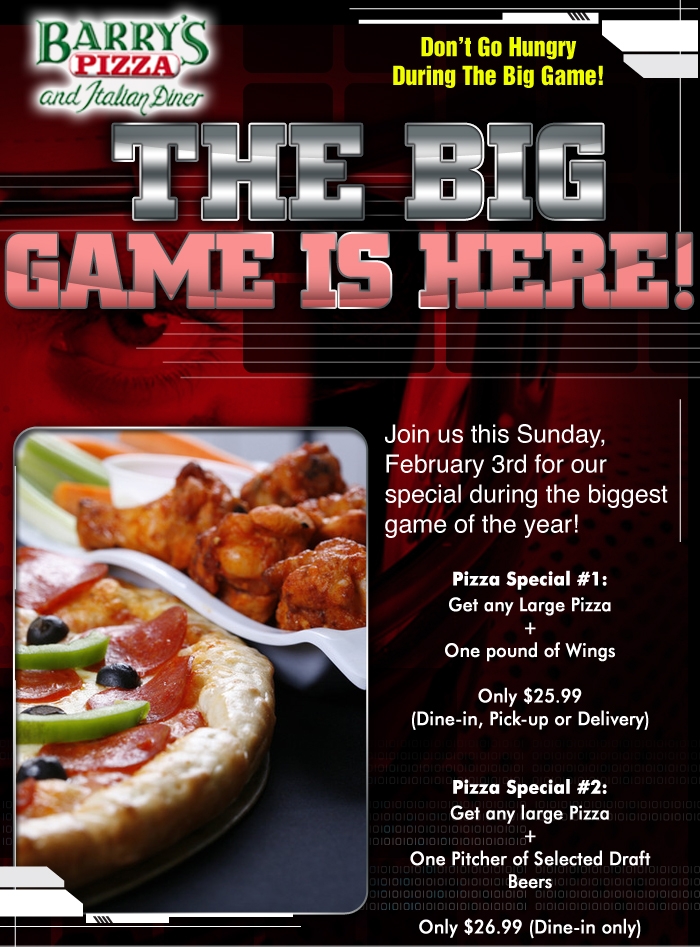 BARRY'S
PIZZA
and Italian Diner
Don't Go Hungry
During The Big Game!
THE BIG
GAME IS HERE!
Join us this Sunday,
February 3rd for our
special during the biggest
game of the year!
Pizza Special #1:
Get any Large Pizza
+
One pound of Wings
Only $25.99
(Dine-in, Pick-up or Delivery)
Pizza Special #2:
Get any large Pizza
+
One Pitcher of Selected Draft
Beers
Only $26.99 (Dine-in only)